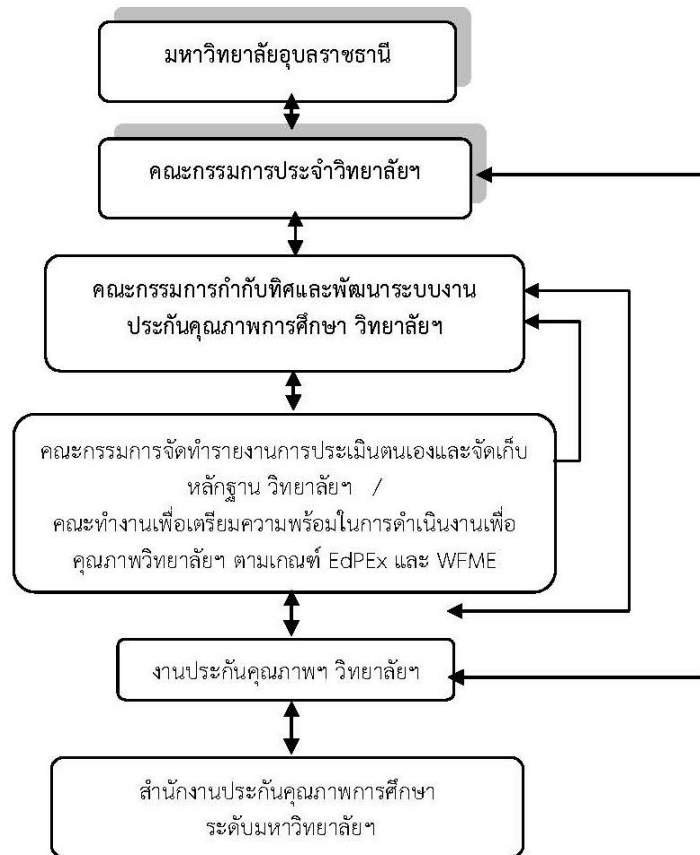 มหาวิทยาลัยอุบลราชธานี
คณะกรรมการประจำวิทยาลัยฯ
คณะกรรมการกำกับทิศและพัฒนาระบบงาน
ประกันคุณภาพการศึกษา วิทยาลัยฯ
คณะกรรมการจัดทำรายงานการประเมินตนเองและจัดเก็บ
หลักฐาน วิทยาลัยฯ /
คณะทำงานเพื่อเตรียมความพร้อมในการดำเนินงานเพื่อ
คุณภาพวิทยาลัยฯ ตามเกณฑ์ EdPEx และ WFME
งานประกันคุณภาพฯ วิทยาลัยฯ
สำนักงานประกันคุณภาพการศึกษา
ระดับมหาวิทยาลัยฯ